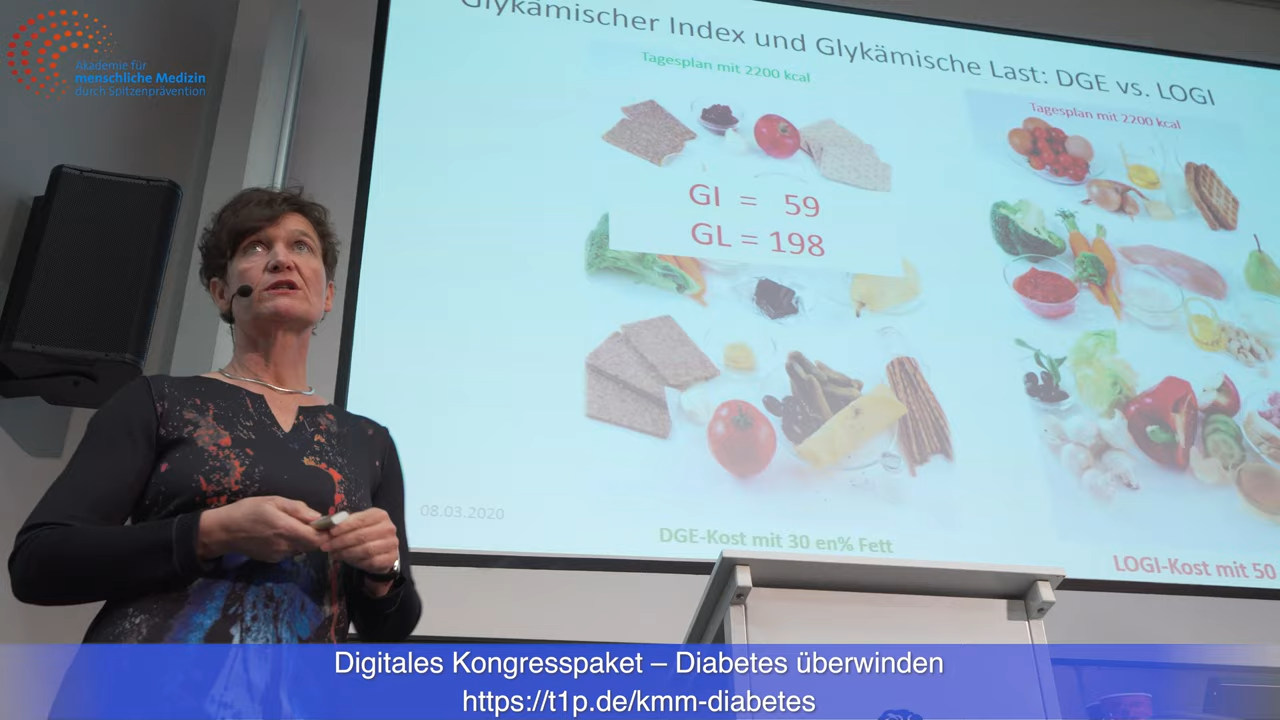 Akademie für
menschliche Medizin
durch Spitzenprävention
Glykämischer Index und Glykämische Last: DGE vs. LOGI
Tagesplan mit 2200 kcal
Tagesplan mit 2200 kcal
GI = 59
GL = 198
08.03.2020
DGE-Kost mit 30 en% Fett
LOGI-Kost mit 50
Digitales Kongresspaket – Diabetes überwinden
https://t1p.de/kmm-diabetes